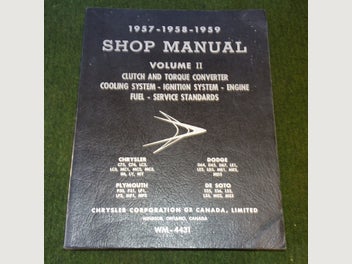 1957-1958-1959
SHOP MANUAL
VOLUME II
CLUTCH AND TORQUE CONVERTER
COOLING SYSTEM - IGNITION SYSTEM - ENGINE
FUEL - SERVICE STANDARDS
CHRYSLER
DODGE
PLYMOUTH
DE SOTO
CHRYSLER CORPORATION OF CANADA, LIMITED
WINDSOR, ONTARIO, CANADA
WM-4431